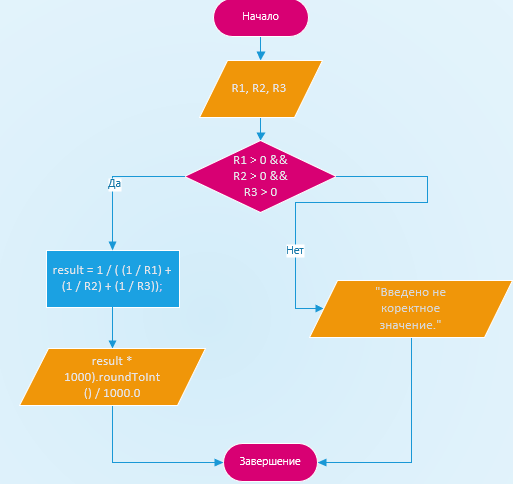 Начало
R1, R2, R3
R1 > 0 &&
R2 > 0 &&
R3 > 0
Да
Нет
result = 1 / ( (1 / R1) +
(1 / R2) + (1 / R3));
"Введено не
коректное
значение."
result *
1000).roundToInt
() / 1000.0
Завершение